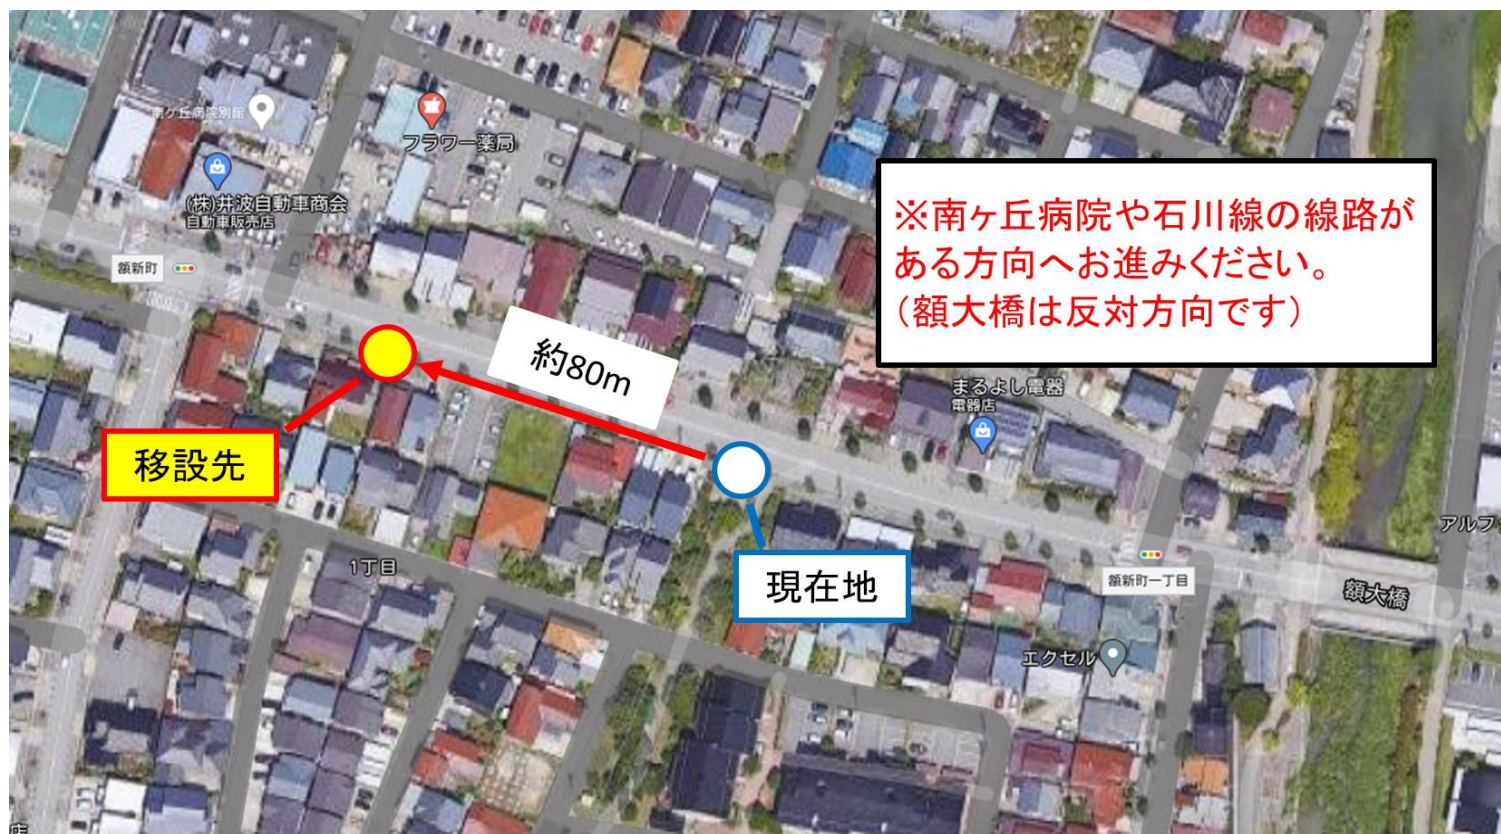 南ヶ丘病院別館
フラワー薬局
(株)井波自動車商会
自動車販売店
額新町
※南ヶ丘病院や石川線の線路が
ある方向へお進みください。
（額大橋は反対方向です）
約80m
まるよし電器
電器店
移設先
現在地
アルフ
1丁目
額新町一丁目
額大橋
エクセル
店